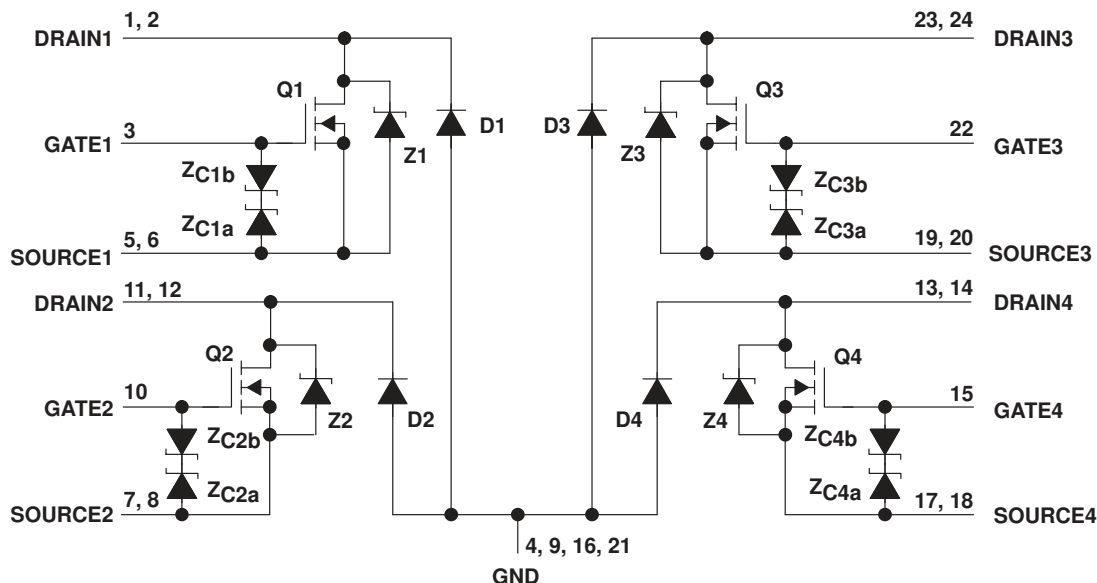 1, 2
23, 24
DRAIN1
DRAIN3
Q1
Q3
3
D1
D3
22
GATE1
Z1
Z3
GATE3
ZC1b
ZC3b
ZC1a
ZC3a
5, 6
19, 20
SOURCE1
SOURCE3
11, 12
13, 14
DRAIN2
DRAIN4
Q2
Q4
10
Z2
D2
D4
Z4
15
GATE2
GATE4
ZC2b
ZC4b
ZC2a
ZC4a
7, 8
17, 18
SOURCE2
SOURCE4
4, 9, 16, 21
GND